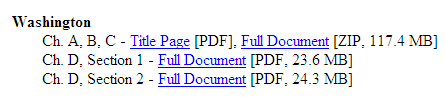 Washington
Ch. A, B, C - Title Page [PDF], Full Document [ZIP, 117.4 MB]
Ch. D, Section 1 - Full Document [PDF, 23.6 MB]
Ch. D, Section 2 - Full Document [PDF, 24.3 MB]